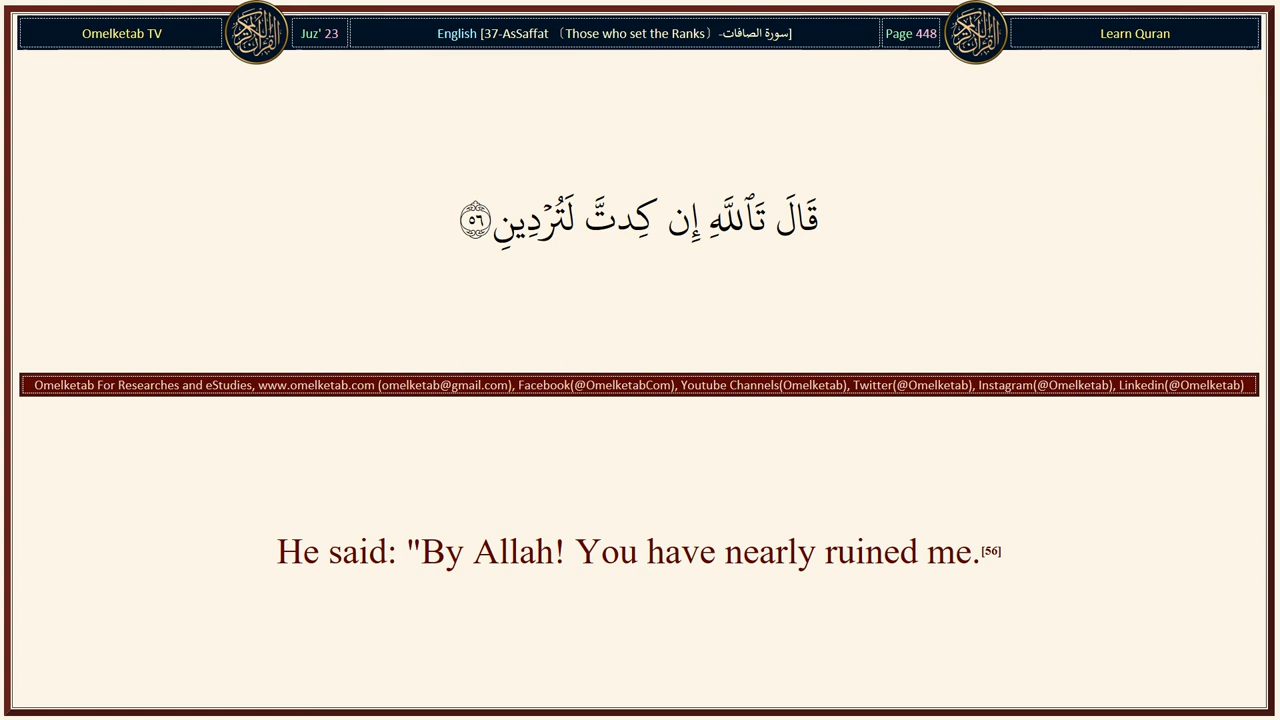 Omelketab TV
Juz' 23
English [37-AsSaffat 〔Those who set the Ranks〕-سورة الصافات]
Page 448
Learn Quran
قَالَ تَٱللَّهِ إِن كِدتَّ لَتُرۡدِينِ ٥٦
Omelketab For Researches and eStudies, www.omelketab.com (omelketab@gmail.com), Facebook(@OmelketabCom), Youtube Channels(Omelketab), Twitter(@Omelketab), Instagram(@Omelketab), Linkedin(@Omelketab)
He said: "By Allah! You have nearly ruined me.[56]